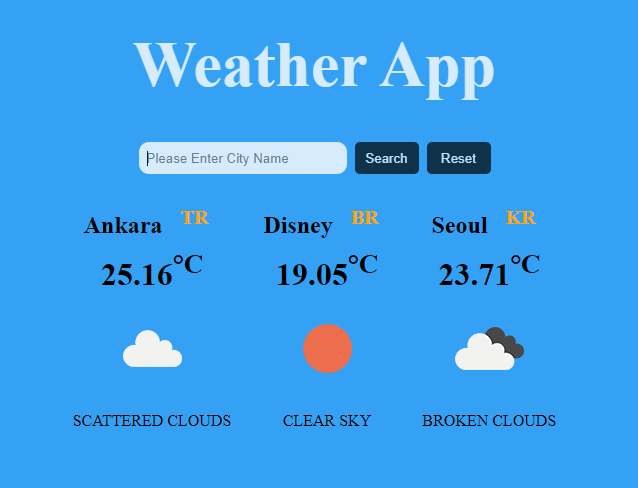 Weather App
Please Enter City Name Search Reset
Ankara TR Disney BR Seoul KR
25.16°C 19.05°C 23.71°C
SCATTERED CLOUDS CLEAR SKY BROKEN CLOUDS